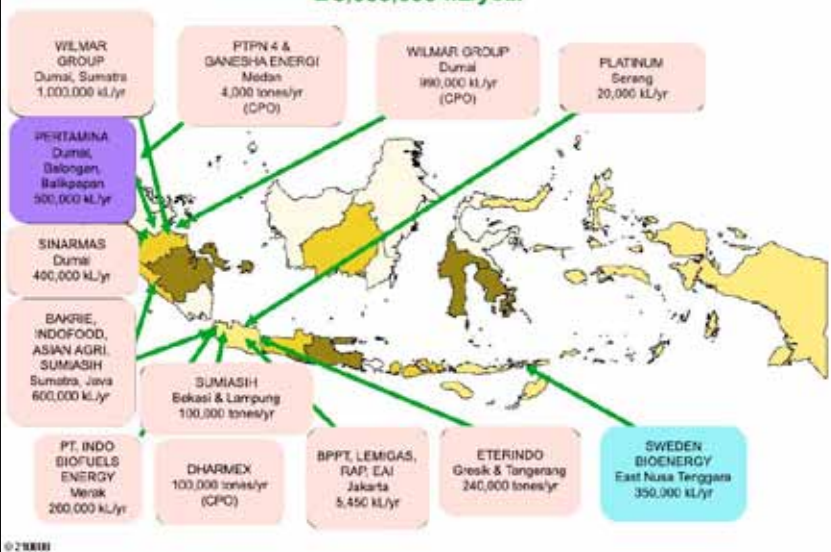 WILMAR
GROUP
Dumai, Sumatra
1,000,000 kL/yr
PTPN 4 &
GANESHA ENERGI
Medan
4,000 tones/yr
(CPO)
WILMAR GROUP
Dumai
990,000 kL/yr
(CPO)
PLATINUM
Serang
20,000 kL/yr
PERTAMINA
Dumai,
Balongan,
Balikpapan
500,000 kL/yr
SINARMAS
Dumai
400,000 kL/yr
BAKRIE,
INDOFOOD,
ASIAN AGRI,
SUMIASIH
Sumatra, Java
600,000 kL/yr
SUMIASIH
Bekasi & Lampung
100,000 tones/yr
PT. INDO
BIOFUELS
ENERGY
Merak
260,000 kL/yr
DHARMEX
100,000 tones/yr
(CPO)
BPPT, LEMIGAS,
RAP, EAI
Jakarta
5,450 kL/yr
ETERINDO
Gresik & Tangerang
240,000 tones/yr
SWEDEN
BIOENERGY
East Nusa Tenggara
350,000 kL/yr